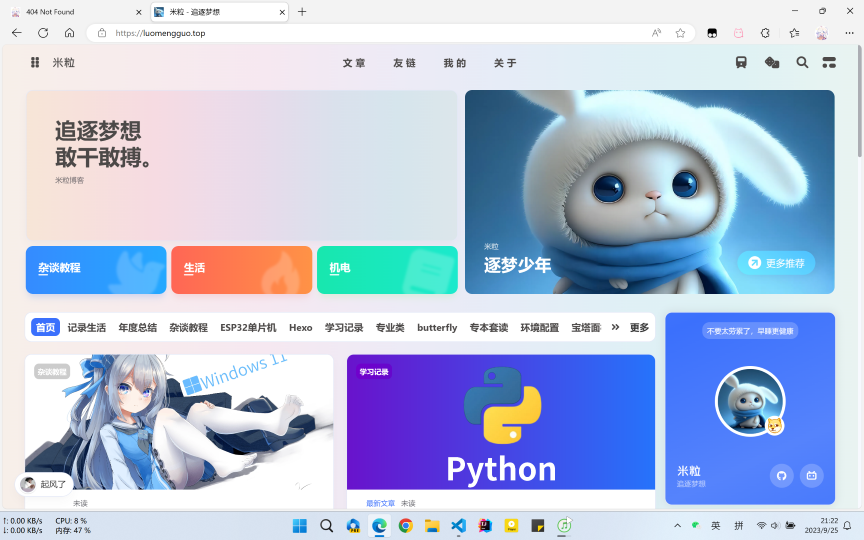 404 Not Found
米粒 - 追逐梦想
https://luomengguo.top
米粒
文章
友链
我的
关于
追逐梦想
敢干敢搏。
米粒博客
杂谈教程
生活
机电
米粒
逐梦少年
更多推荐
首页
记录生活
年度总结
杂谈教程
ESP32单片机
Hexo
学习记录
专业类
butterfly
专本套读
环境配置
宝塔面
更多
杂谈教程
Windows 11
学习记录
Python
不要太劳累了，早睡更健康
米粒
追逐梦想
起风了
未读
最新文章 未读
: 0.00 KB/s CPU: 8 %
: 0.00 KB/s 内存: 47 %
英
拼
21:22
2023/9/25